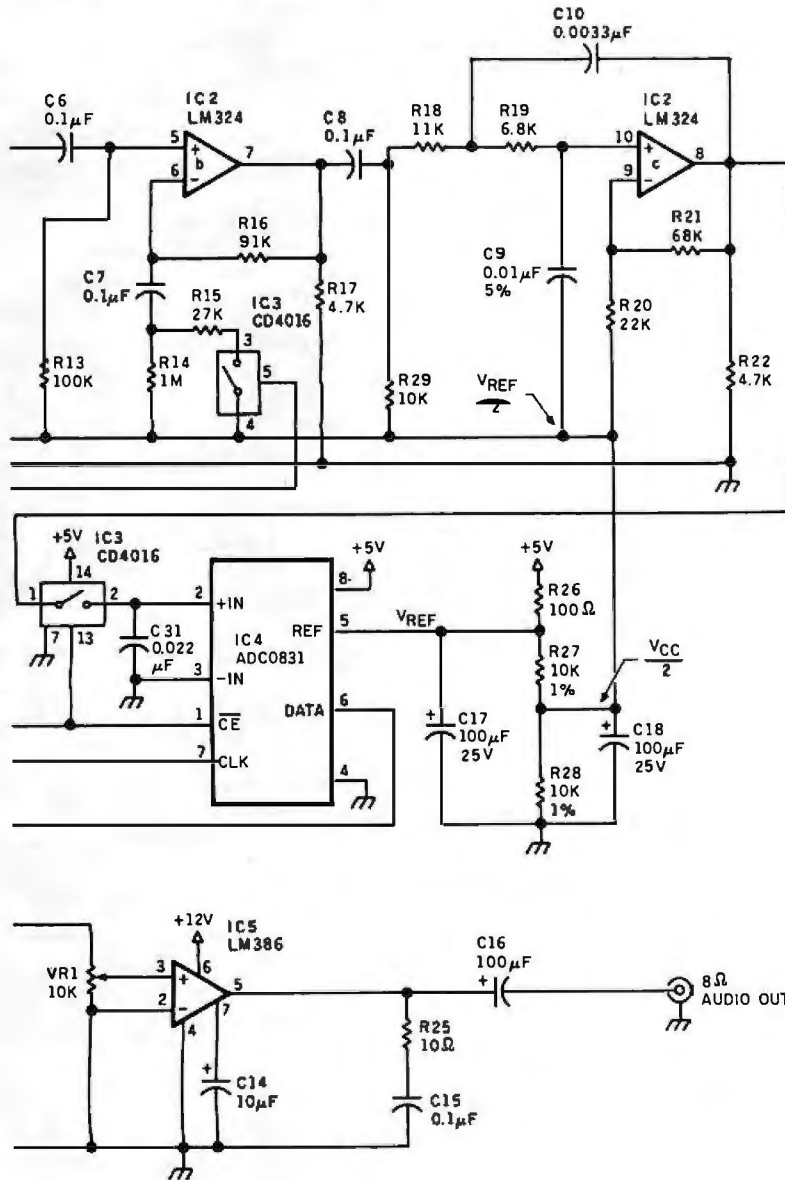 C10
0.0033µF
C6
0.1µF
IC2
LM324
5
+
b
6
−
7
C8
0.1µF
R18
11K
R19
6.8K
IC2
LM324
10
+
c
9
−
8
R16
91K
R21
68K
C7
0.1µF
R15
27K
IC3
CD4016
R17
4.7K
C9
0.01µF
5%
R20
22K
3
5
4
R13
100K
R14
1M
R29
10K
VREF
2
R22
4.7K
+5V
IC3
CD4016
14
1
2
7
13
C31
0.022
µF
2
+IN
3
-IN
1
CE
7
CLK
IC4
ADC0831
REF
DATA
8
5
6
4
+5V
VREF
+5V
R26
100Ω
R27
10K
1%
VCC
2
+
C17
100µF
25V
R28
10K
1%
+
C18
100µF
25V
+12V
IC5
LM386
VR1
10K
3
+
2
−
6
5
7
4
+
C14
10µF
R25
10Ω
C15
0.1µF
C16
100µF
+
8Ω
AUDIO OUT